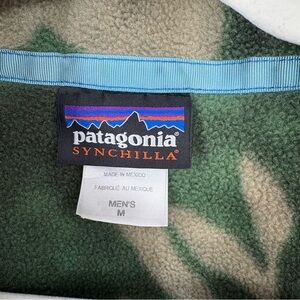 patagonia®
SYNCHILLA®
MADE IN MEXICO
FABRIQUÉ AU MEXIQUE
MEN'S
M